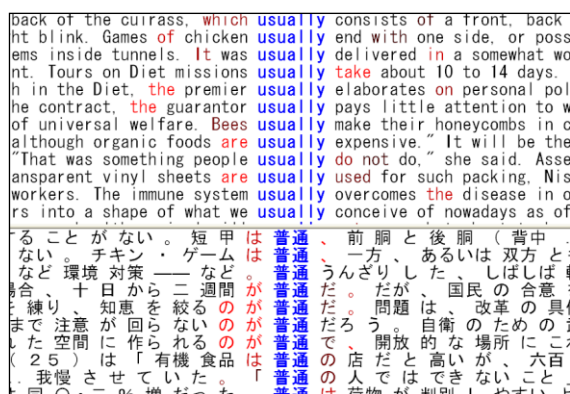 back of the cuirass, which usually consists of a front, back
ht blink. Games of chicken usually end with one side, or poss
ems inside tunnels. It was usually delivered in a somewhat wo
nt. Tours on Diet missions usually take about 10 to 14 days.
h in the Diet, the premier usually elaborates on personal pol
he contract, the guarantor usually pays little attention to w
of universal welfare. Bees usually make their honeycombs in c
although organic foods are usually expensive." It will be the
"That was something people usually do not do," she said. Asse
ansparent vinyl sheets are usually used for such packing, Nis
workers. The immune system usually overcomes the disease in o
rs into a shape of what we usually conceive of nowadays as of
る こと が ない 。 短 甲 は 普通 、 前 胴 と 後 胴 ( 背中
ない 。 チキン ・ ゲーム は 普通 、 一方 、 あるいは 双方 と
など 環境 対策 —— など 。 普通 うんざり し た 、 しばしば
場合 、 十 日 から 二 週間 が 普通 だ 。 だが 、 国民 の 合意
練り 、 知恵 を 絞る の が 普通 だ 。 問題 は 、 改革 の 具
まで 注意 が 回ら ない の が 普通 だろ う 。 自衛 の ため の
た 空間 に 作ら れる の が 普通 で 、 開放 的 な 場所 に こ
( 25 ) は 「 有機 食品 は 普通 の 店 だ と 高い が 、 六百
. 我慢 させ て い た 。 「 普通 の 人 で は でき ない こと